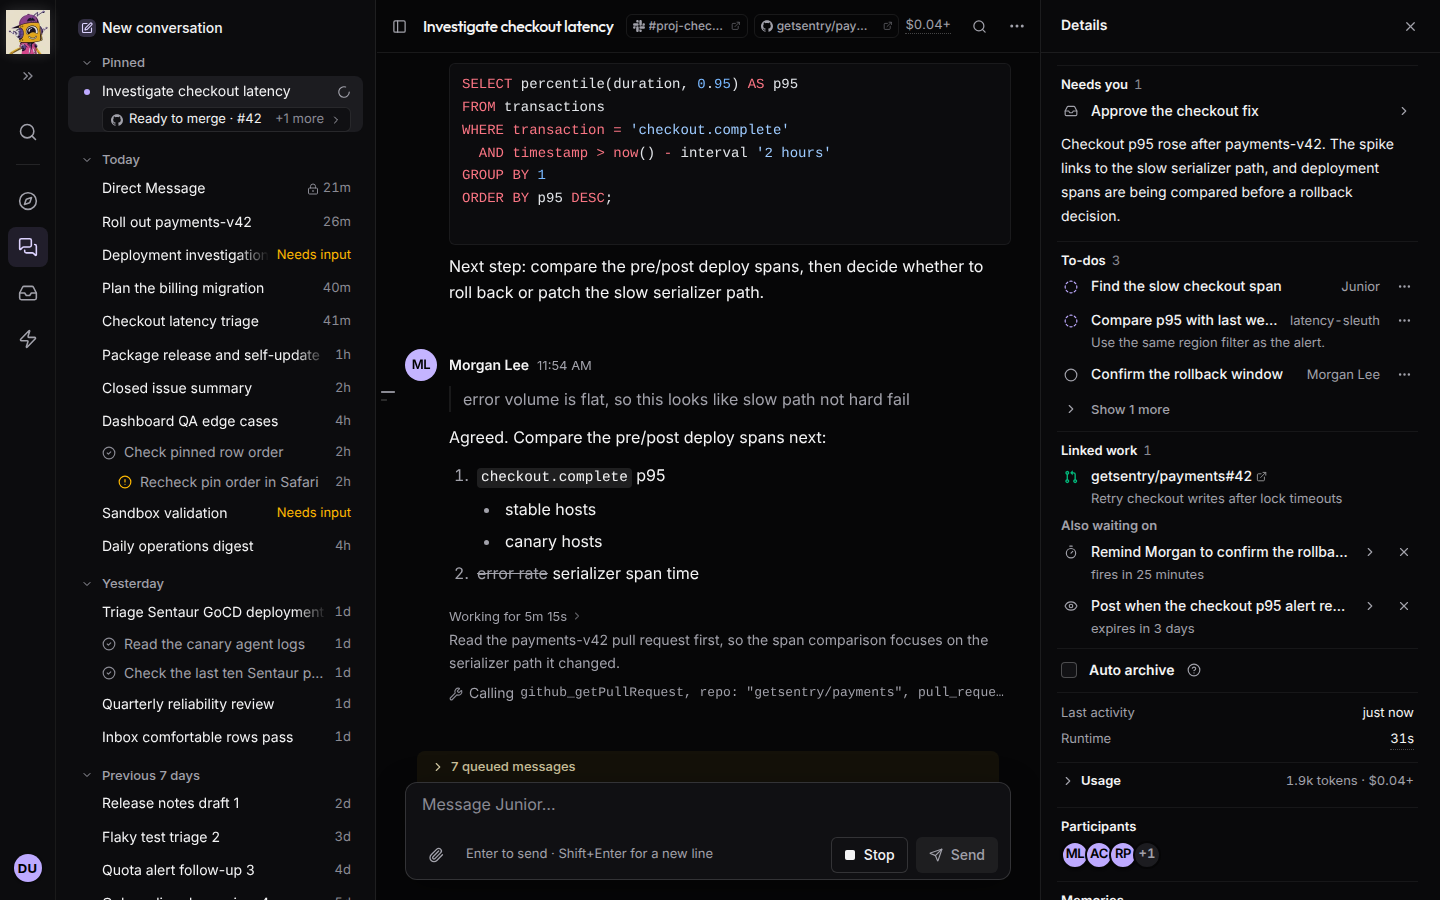 New conversation
Pinned
Investigate checkout latency
Ready to merge · #42 +1 more
Today
Direct Message 21m
Roll out payments-v42 26m
Deployment investigation Needs input
Plan the billing migration 40m
Checkout latency triage 41m
Package release and self-update 1h
Closed issue summary 2h
Dashboard QA edge cases 4h
Check pinned row order 2h
Recheck pin order in Safari 2h
Sandbox validation Needs input
Daily operations digest 4h
Yesterday
Triage Sentaur GoCD deployment 1d
Read the canary agent logs 1d
Check the last ten Sentaur p... 1d
Quarterly reliability review 1d
Inbox comfortable rows pass 1d
Previous 7 days
Release notes draft 1 2d
Flaky test triage 2 3d
Quota alert follow-up 3 4d
DU
Investigate checkout latency #proj-chec... getsentry/pay... $0.04+
SELECT percentile(duration, 0.95) AS p95
FROM transactions
WHERE transaction = 'checkout.complete'
AND timestamp > now() - interval '2 hours'
GROUP BY 1
ORDER BY p95 DESC;
Next step: compare the pre/post deploy spans, then decide whether to
roll back or patch the slow serializer path.
ML Morgan Lee 11:54 AM
error volume is flat, so this looks like slow path not hard fail
Agreed. Compare the pre/post deploy spans next:
1. checkout.complete p95
• stable hosts
• canary hosts
2. error rate serializer span time
Working for 5m 15s
Read the payments-v42 pull request first, so the span comparison focuses on the
serializer path it changed.
Calling github_getPullRequest, repo: "getsentry/payments", pull_reque…
7 queued messages
Message Junior...
Enter to send · Shift+Enter for a new line
Stop
Send
Details
Needs you 1
Approve the checkout fix
Checkout p95 rose after payments-v42. The spike
links to the slow serializer path, and deployment
spans are being compared before a rollback
decision.
To-dos 3
Find the slow checkout span Junior
Compare p95 with last we... latency-sleuth
Use the same region filter as the alert.
Confirm the rollback window Morgan Lee
Show 1 more
Linked work 1
getsentry/payments#42
Retry checkout writes after lock timeouts
Also waiting on
Remind Morgan to confirm the rollba...
fires in 25 minutes
Post when the checkout p95 alert re...
expires in 3 days
Auto archive
Last activity just now
Runtime 31s
Usage 1.9k tokens · $0.04+
Participants
ML AC RP +1